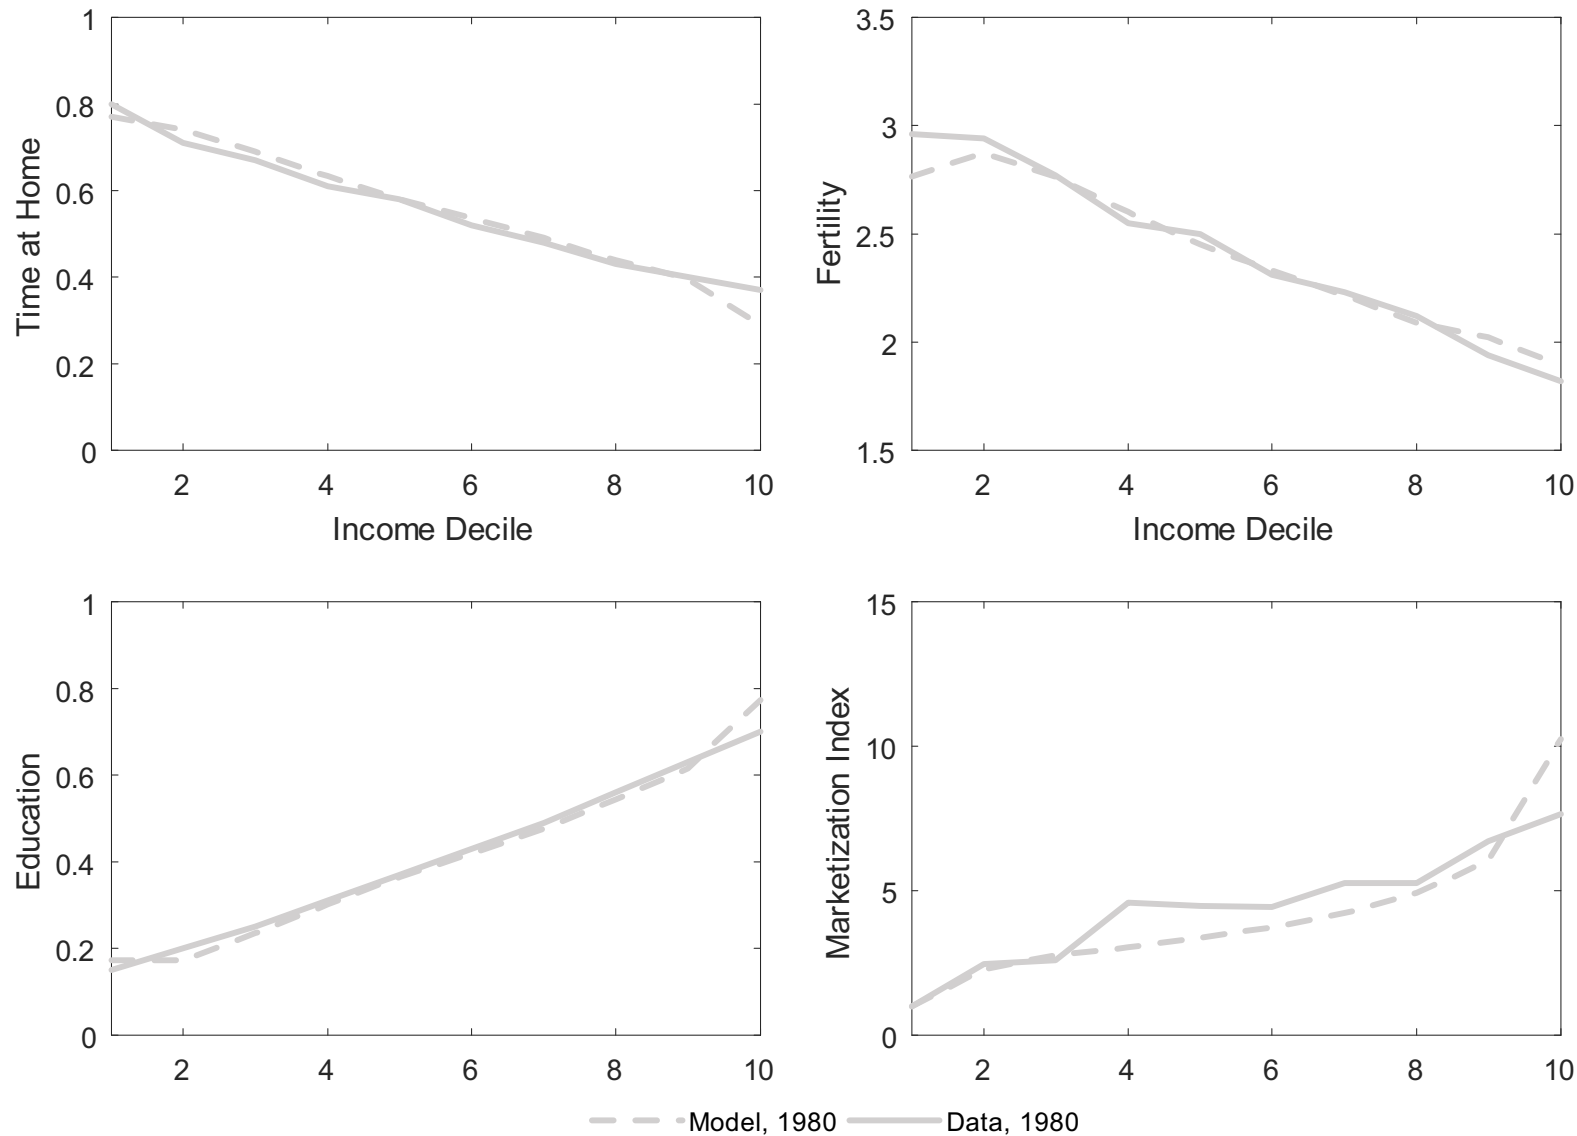 1
0.8
0.6
0.4
0.2
0
Time at Home
2 4 6 8 10
Income Decile
3.5
3
2.5
2
1.5
Fertility
2 4 6 8 10
Income Decile
1
0.8
0.6
0.4
0.2
0
Education
2 4 6 8 10
15
10
5
0
Marketization Index
2 4 6 8 10
Model, 1980 Data, 1980